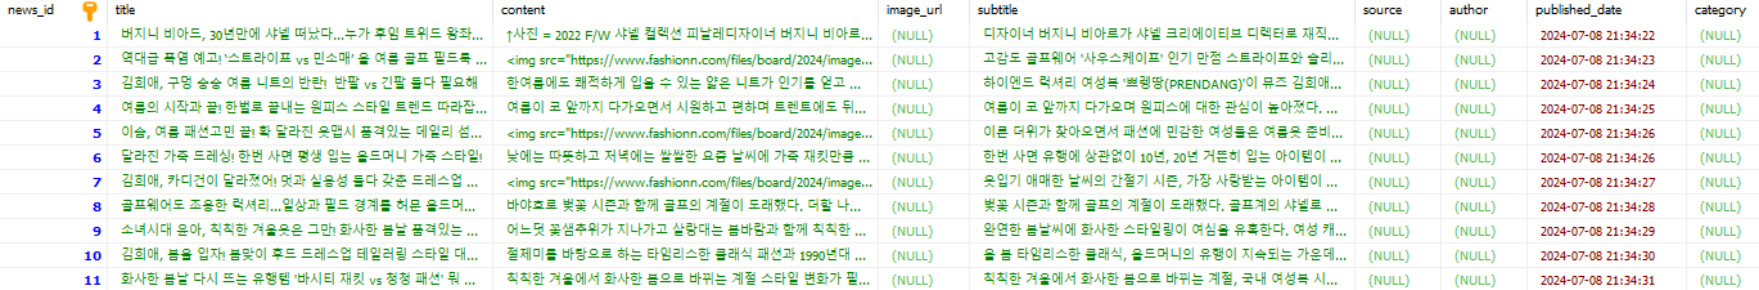 news_id title content image_url subtitle source author published_date category
1 버지니 비아드, 30년만에 샤넬 떠났다...누가 후임 트위드 왕좌... ↑사진 = 2022 F/W 샤넬 컬렉션 피날레디자이너 버지니 비아르... (NULL) 디자이너 버지니 비아르가 샤넬 크리에이티브 디렉터로 재직... (NULL) (NULL) 2024-07-08 21:34:22 (NULL)
2 역대급 폭염 예고! '스트라이프 vs 민소매' 올 여름 골프 필드룩 ... <img src="https://www.fashionn.com/files/board/2024/image... (NULL) 고감도 골프웨어 '사우스케이프' 인기 만점 스트라이프와 슬리... (NULL) (NULL) 2024-07-08 21:34:23 (NULL)
3 김희애, 구멍 숭숭 여름 니트의 반란! 반팔 vs 긴팔 둘다 필요해 한여름에도 쾌적하게 입을 수 있는 얇은 니트가 인기를 얻고 ... (NULL) 하이엔드 럭셔리 여성복 '쁘렝땅(PRENDANG)'이 뮤즈 김희애... (NULL) (NULL) 2024-07-08 21:34:24 (NULL)
4 여름의 시작과 끝! 한벌로 끝내는 원피스 스타일 트렌드 따라잡... 여름이 코 앞까지 다가오면서 시원하고 편하며 트렌트에도 뒤... (NULL) 여름이 코 앞까지 다가오며 원피스에 대한 관심이 높아졌다. ... (NULL) (NULL) 2024-07-08 21:34:25 (NULL)
5 이솜, 여름 패션고민 끝! 확 달라진 옷맵시 품격있는 데일리 섬... <img src="https://www.fashionn.com/files/board/2024/image... (NULL) 이른 더위가 찾아오면서 패션에 민감한 여성들은 여름옷 준비... (NULL) (NULL) 2024-07-08 21:34:26 (NULL)
6 달라진 가죽 드레싱! 한번 사면 평생 입는 올드머니 가죽 스타일! 낮에는 따뜻하고 저녁에는 쌀쌀한 요즘 날씨에 가죽 재킷만큼 ... (NULL) 한번 사면 유행에 상관없이 10년, 20년 거뜬히 입는 아이템이 ... (NULL) (NULL) 2024-07-08 21:34:26 (NULL)
7 김희애, 카디건이 달라졌어! 멋과 실용성 둘다 갖춘 드레스업 ... <img src="https://www.fashionn.com/files/board/2024/image... (NULL) 옷입기 애매한 날씨의 간절기 시즌, 가장 사랑받는 아이템이 ... (NULL) (NULL) 2024-07-08 21:34:27 (NULL)
8 골프웨어도 조용한 럭셔리...일상과 필드 경계를 허문 올드머... 바야흐로 벚꽃 시즌과 함께 골프의 계절이 도래했다. 더할 나... (NULL) 벚꽃 시즌과 함께 골프의 계절이 도래했다. 골프계의 샤넬로 ... (NULL) (NULL) 2024-07-08 21:34:28 (NULL)
9 소녀시대 윤아, 칙칙한 겨울옷은 그만! 화사한 봄날 품격있는 ... 어느덧 꽃샘추위가 지나가고 살랑대는 봄바람과 함께 칙칙한 ... (NULL) 완연한 봄날씨에 화사한 스타일링이 여심을 유혹한다. 여성 캐... (NULL) (NULL) 2024-07-08 21:34:29 (NULL)
10 김희애, 봄을 입자! 봄맞이 후드 드레스업 테일러링 스타일 대... 절제미를 바탕으로 하는 타임리스한 클래식 패션과 1990년대 ... (NULL) 올 봄 타임리스한 클래식, 올드머니의 유행이 지속되는 가운데... (NULL) (NULL) 2024-07-08 21:34:30 (NULL)
11 화사한 봄날 다시 뜨는 유행템 '바시티 재킷 vs 청청 패션' 뭐 ... 칙칙한 겨울에서 화사한 봄으로 바뀌는 계절 스타일 변화가 필... (NULL) 칙칙한 겨울에서 화사한 봄으로 바뀌는 계절, 국내 여성복 시... (NULL) (NULL) 2024-07-08 21:34:31 (NULL)